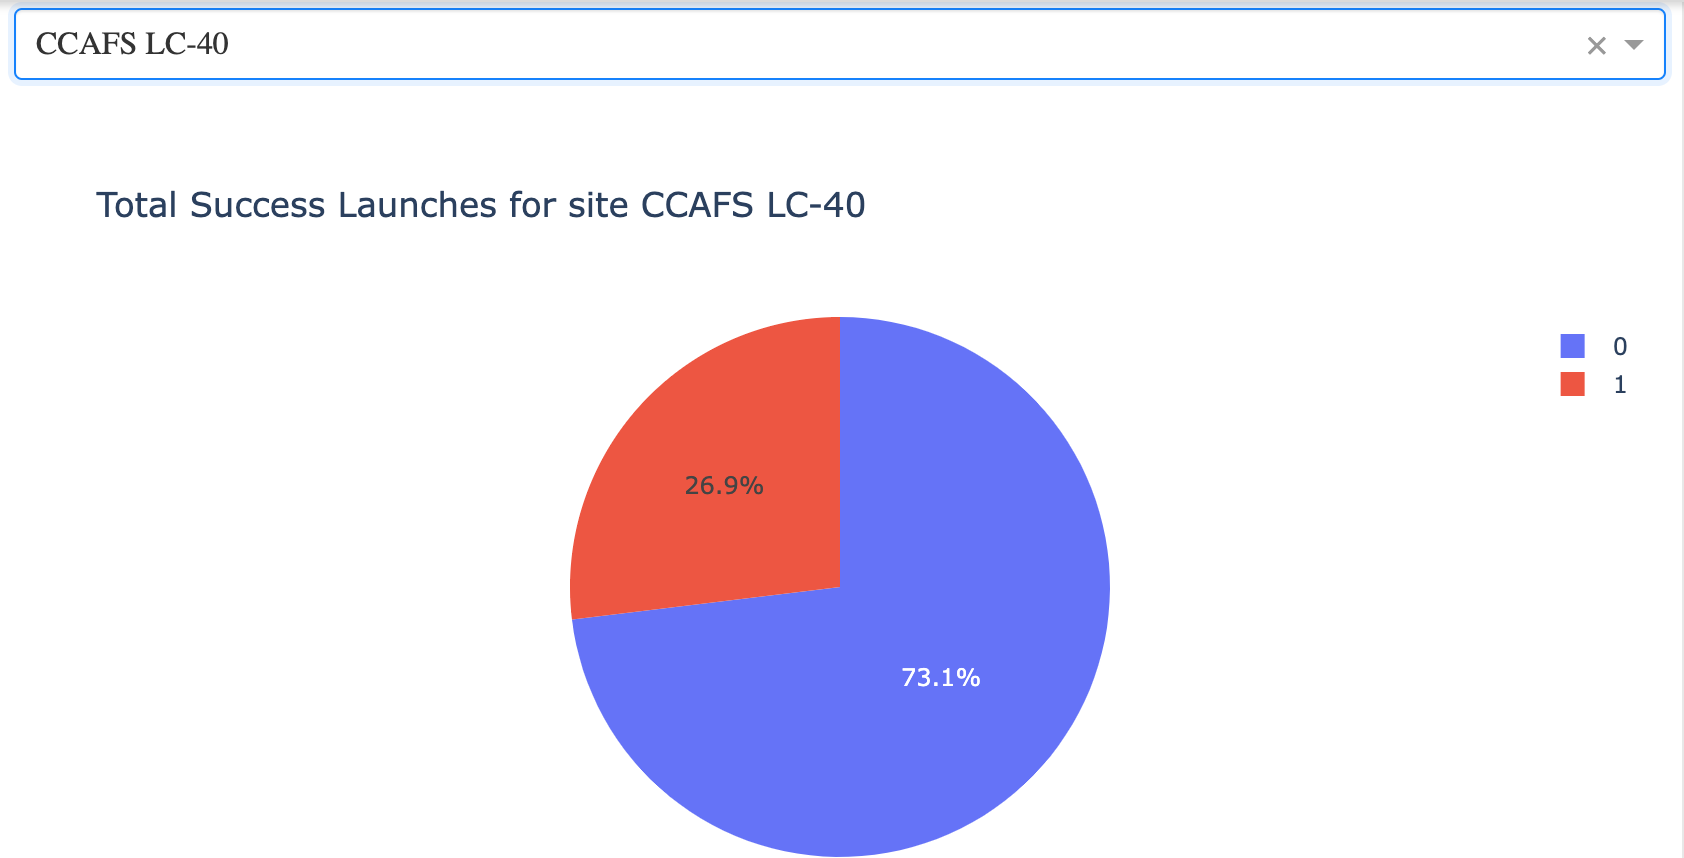 CCAFS LC-40
Total Success Launches for site CCAFS LC-40
0
1
26.9%
73.1%